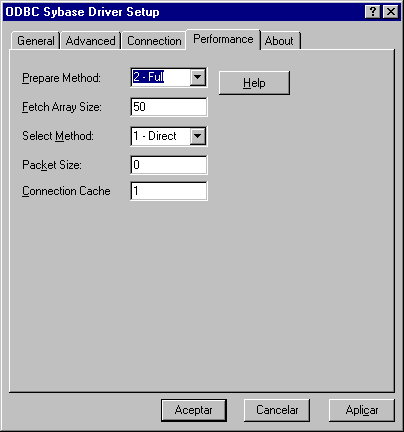 ODBC Sybase Driver Setup
General Advanced Connection Performance About
Prepare Method: 2 - Full Help
Fetch Array Size: 50
Select Method: 1 - Direct
Packet Size: 0
Connection Cache 1
Aceptar Cancelar Aplicar